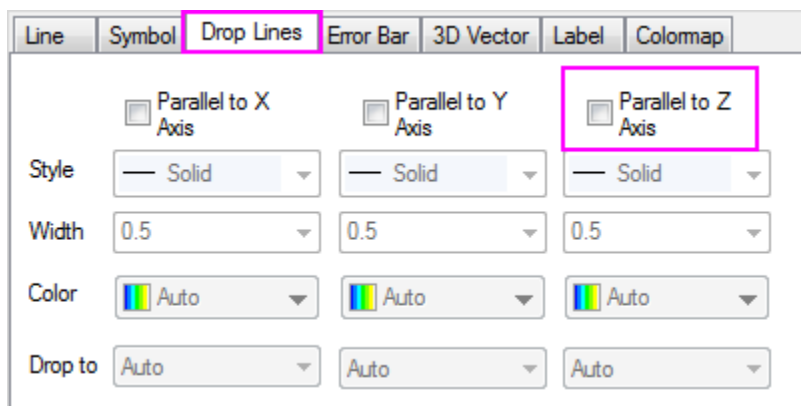 Line Symbol Drop Lines Error Bar 3D Vector Label Colormap
Parallel to X Axis Parallel to Y Axis Parallel to Z Axis
Style Solid Solid Solid
Width 0.5 0.5 0.5
Color Auto Auto Auto
Drop to Auto Auto Auto